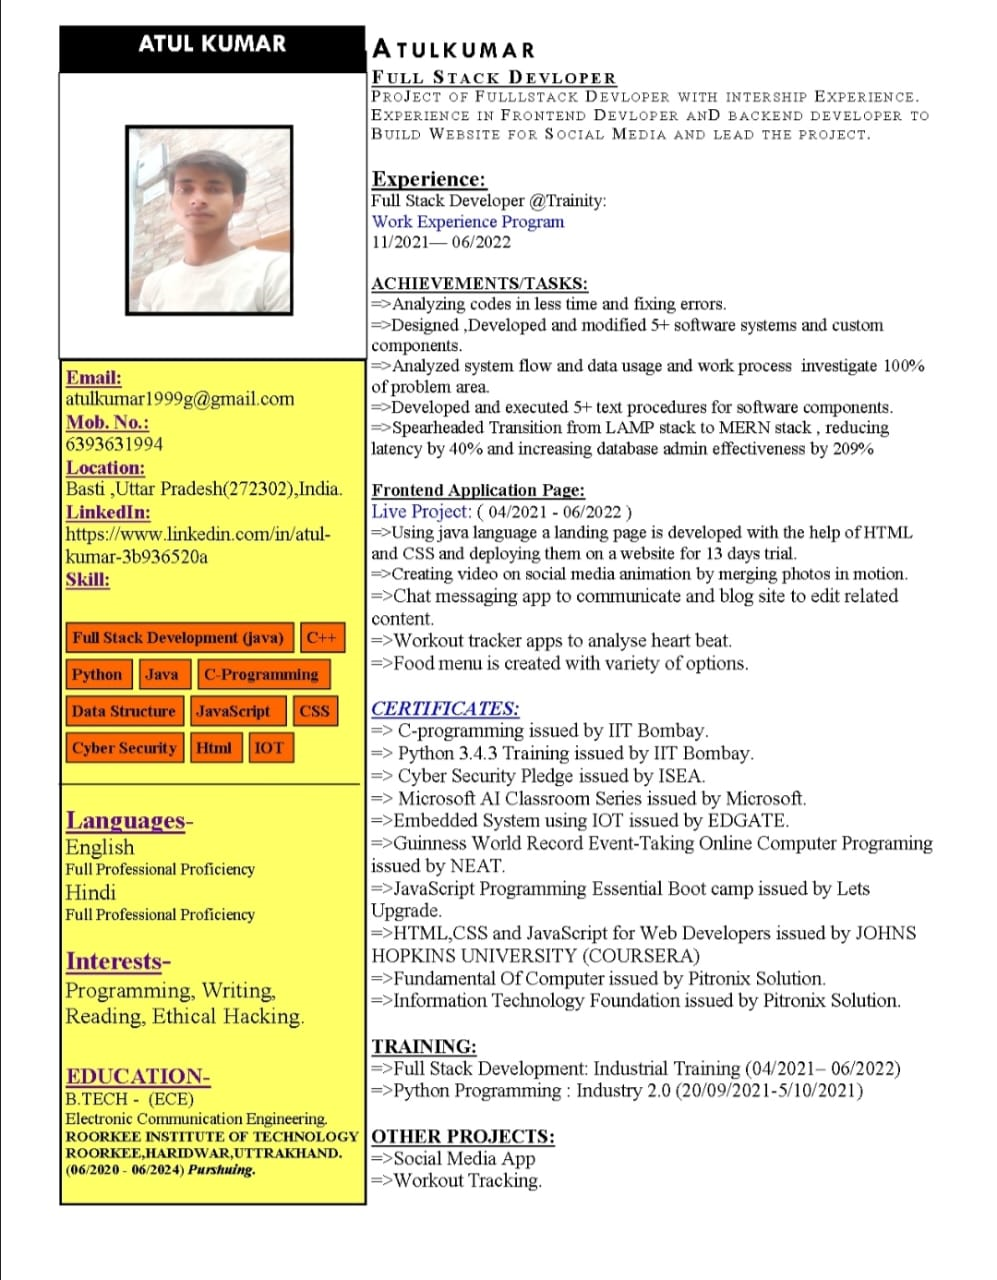 ATUL KUMAR
Email:
atulkumar1999g@gmail.com
Mob. No.:
6393631994
Location:
Basti ,Uttar Pradesh(272302),India.
LinkedIn:
https://www.linkedin.com/in/atul-
kumar-3b936520a
Skill:
Full Stack Development (java) C++
Python Java C-Programming
Data Structure JavaScript CSS
Cyber Security Html IOT
Languages-
English
Full Professional Proficiency
Hindi
Full Professional Proficiency
Interests-
Programming, Writing,
Reading, Ethical Hacking.
EDUCATION-
B.TECH - (ECE)
Electronic Communication Engineering.
ROORKEE INSTITUTE OF TECHNOLOGY
ROORKEE,HARIDWAR,UTTRAKHAND.
(06/2020 - 06/2024) Purshuing.
ATULKUMAR
FULL STACK DEVLOPER
PROJECT OF FULLLSTACK DEVLOPER WITH INTERSHIP EXPERIENCE.
EXPERIENCE IN FRONTEND DEVLOPER AND BACKEND DEVELOPER TO
BUILD WEBSITE FOR SOCIAL MEDIA AND LEAD THE PROJECT.
Experience:
Full Stack Developer @Trainity:
Work Experience Program
11/2021— 06/2022
ACHIEVEMENTS/TASKS:
=>Analyzing codes in less time and fixing errors.
=>Designed ,Developed and modified 5+ software systems and custom
components.
=>Analyzed system flow and data usage and work process investigate 100%
of problem area.
=>Developed and executed 5+ text procedures for software components.
=>Spearheaded Transition from LAMP stack to MERN stack , reducing
latency by 40% and increasing database admin effectiveness by 209%
Frontend Application Page:
Live Project: ( 04/2021 - 06/2022 )
=>Using java language a landing page is developed with the help of HTML
and CSS and deploying them on a website for 13 days trial.
=>Creating video on social media animation by merging photos in motion.
=>Chat messaging app to communicate and blog site to edit related
content.
=>Workout tracker apps to analyse heart beat.
=>Food menu is created with variety of options.
CERTIFICATES:
=> C-programming issued by IIT Bombay.
=> Python 3.4.3 Training issued by IIT Bombay.
=> Cyber Security Pledge issued by ISEA.
=> Microsoft AI Classroom Series issued by Microsoft.
=>Embedded System using IOT issued by EDGATE.
=>Guinness World Record Event-Taking Online Computer Programing
issued by NEAT.
=>JavaScript Programming Essential Boot camp issued by Lets
Upgrade.
=>HTML,CSS and JavaScript for Web Developers issued by JOHNS
HOPKINS UNIVERSITY (COURSERA)
=>Fundamental Of Computer issued by Pitronix Solution.
=>Information Technology Foundation issued by Pitronix Solution.
TRAINING:
=>Full Stack Development: Industrial Training (04/2021– 06/2022)
=>Python Programming : Industry 2.0 (20/09/2021-5/10/2021)
OTHER PROJECTS:
=>Social Media App
=>Workout Tracking.